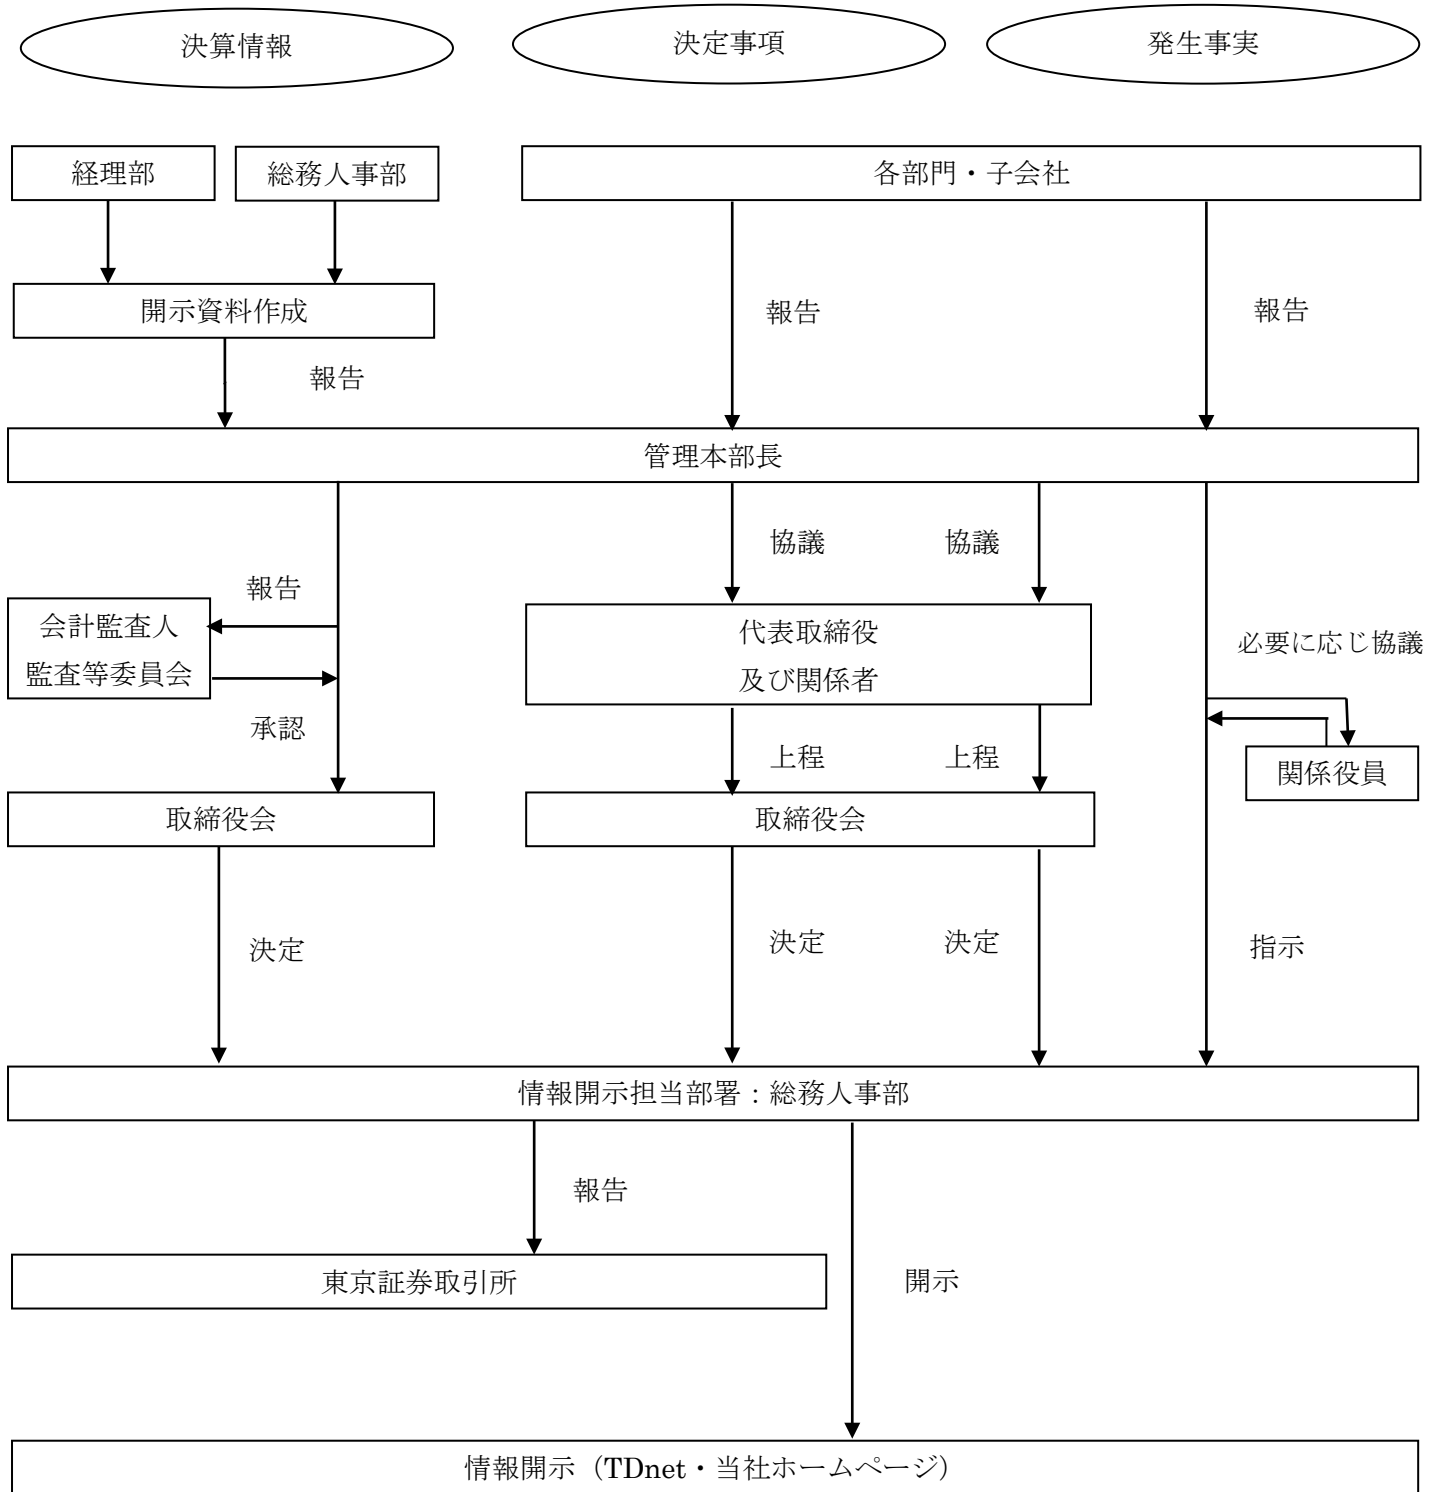 決算情報
決定事項
発生事実
経理部
総務人事部
各部門・子会社
開示資料作成
報告
報告
報告
管理本部長
協議
協議
報告
会計監査人
監査等委員会
代表取締役
及び関係者
必要に応じ協議
承認
上程
上程
関係役員
取締役会
取締役会
決定
決定
決定
指示
情報開示担当部署：総務人事部
報告
東京証券取引所
開示
情報開示（TDnet・当社ホームページ）